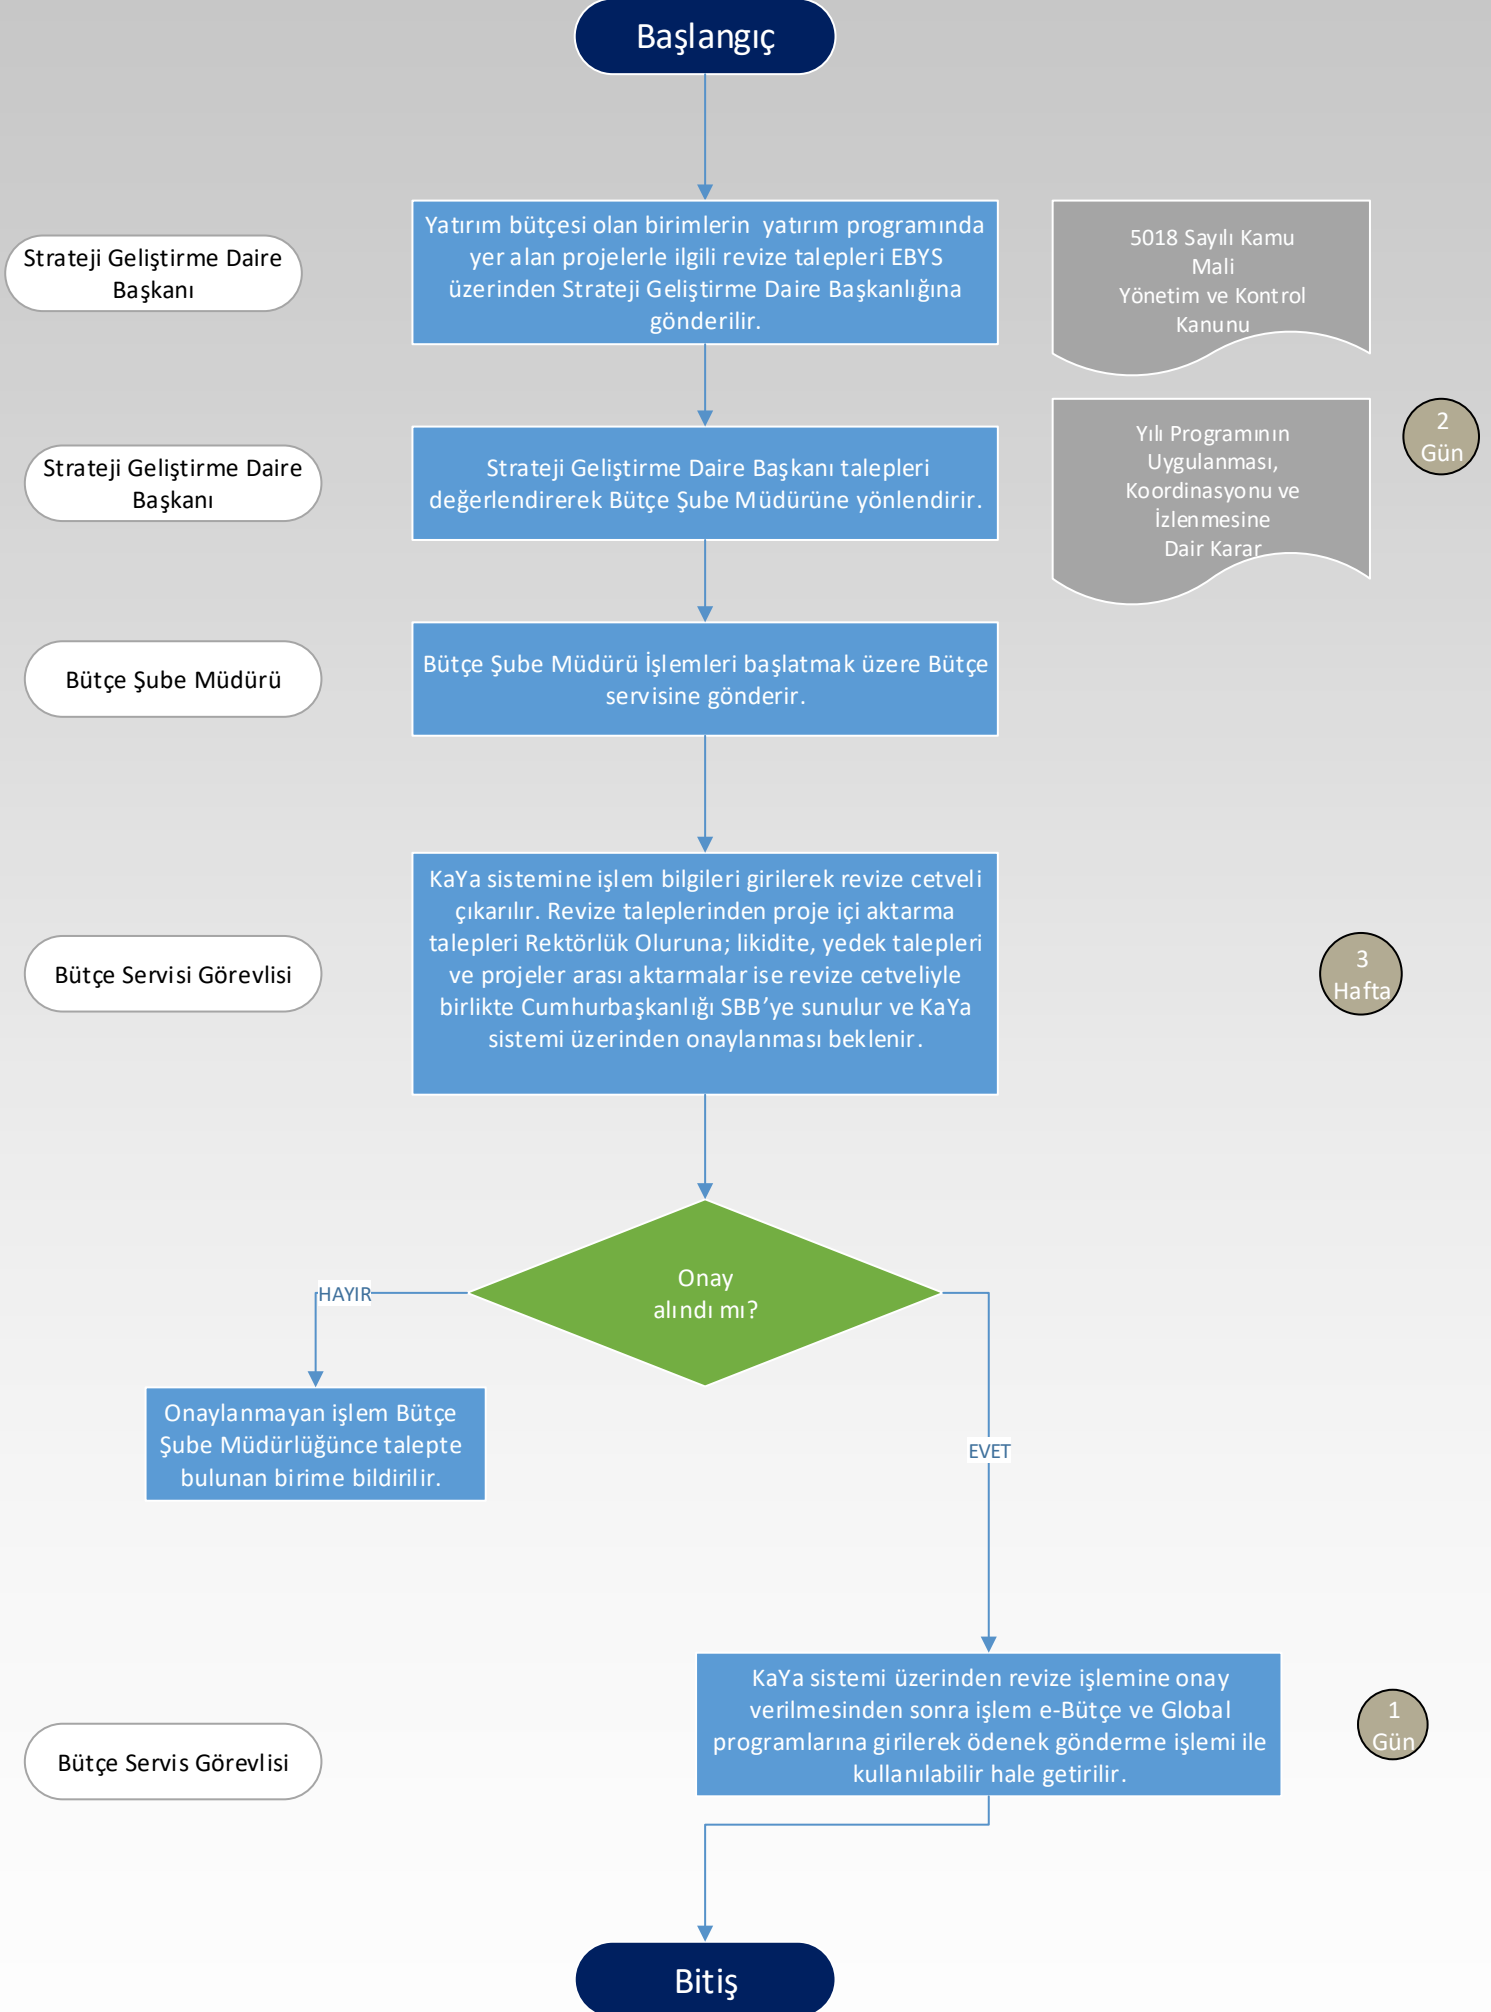 Başlangıç
Strateji Geliştirme Daire
Başkanı
Yatırım bütçesi olan birimlerin yatırım programında
yer alan projelerle ilgili revize talepleri EBYS
üzerinden Strateji Geliştirme Daire Başkanlığına
gönderilir.
5018 Sayılı Kamu
Mali
Yönetim ve Kontrol
Kanunu
Strateji Geliştirme Daire
Başkanı
Strateji Geliştirme Daire Başkanı talepleri
değerlendirerek Bütçe Şube Müdürüne yönlendirir.
Yılı Programının
Uygulanması,
Koordinasyonu ve
İzlenmesine
Dair Karar
2
Gün
Bütçe Şube Müdürü
Bütçe Şube Müdürü İşlemleri başlatmak üzere Bütçe
servisine gönderir.
Bütçe Servisi Görevlisi
KaYa sistemine işlem bilgileri girilerek revize cetveli
çıkarılır. Revize taleplerinden proje içi aktarma
talepleri Rektörlük Oluruna; likidite, yedek talepleri
ve projeler arası aktarmalar ise revize cetveliyle
birlikte Cumhurbaşkanlığı SBB’ye sunulur ve KaYa
sistemi üzerinden onaylanması beklenir.
3
Hafta
Onay
alındı mı?
HAYIR
Onaylanmayan işlem Bütçe
Şube Müdürlüğünce talepte
bulunan birime bildirilir.
EVET
Bütçe Servis Görevlisi
KaYa sistemi üzerinden revize işlemine onay
verilmesinden sonra işlem e-Bütçe ve Global
programlarına girilerek ödenek gönderme işlemi ile
kullanılabilir hale getirilir.
1
Gün
Bitiş